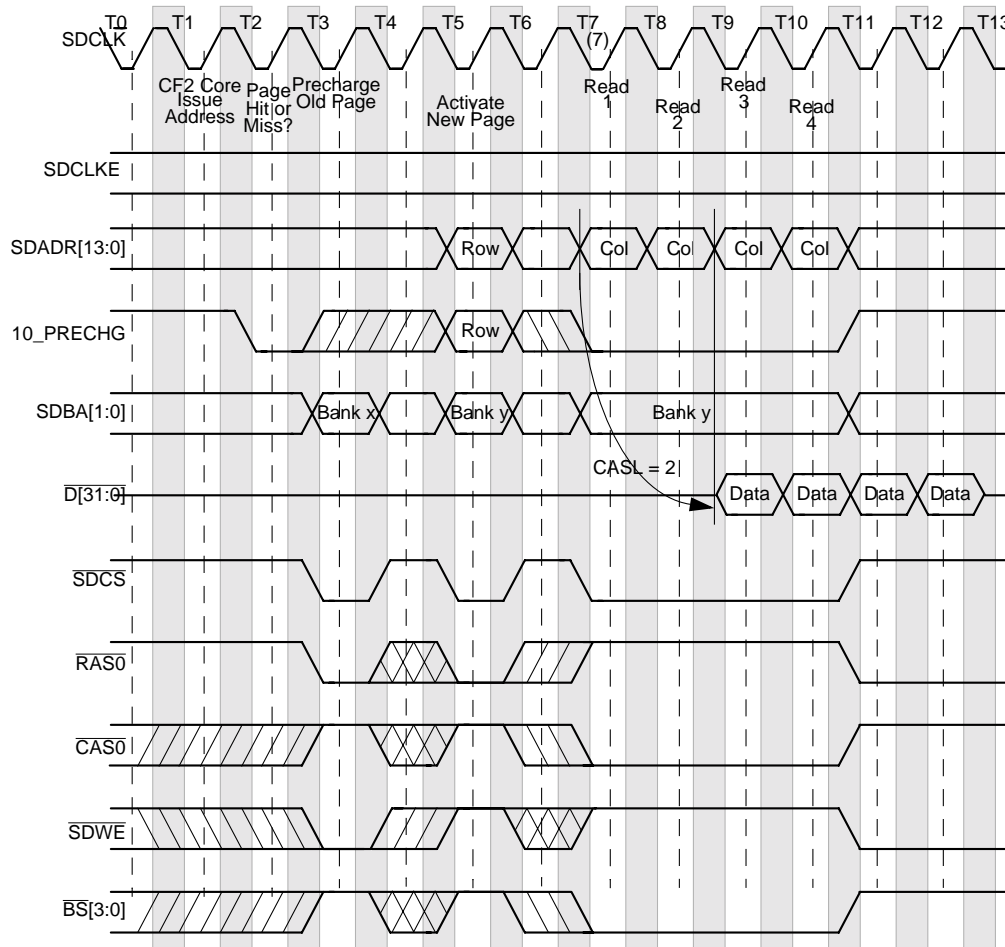 T0 T1 T2 T3 T4 T5 T6 T7 T8 T9 T10 T11 T12 T13
SDCLK
(7)
CF2 Core
Issue
Address
Page
Hit or
Miss?
Precharge
Old Page
Activate
New Page
Read
1
Read
2
Read
3
Read
4
SDCLKE
SDADR[13:0] Row Col Col Col Col
10_PRECHG Row
SDBA[1:0] Bank x Bank y Bank y
CASL = 2
D[31:0] Data Data Data Data
SDCS
RAS0
CAS0
SDWE
BS[3:0]